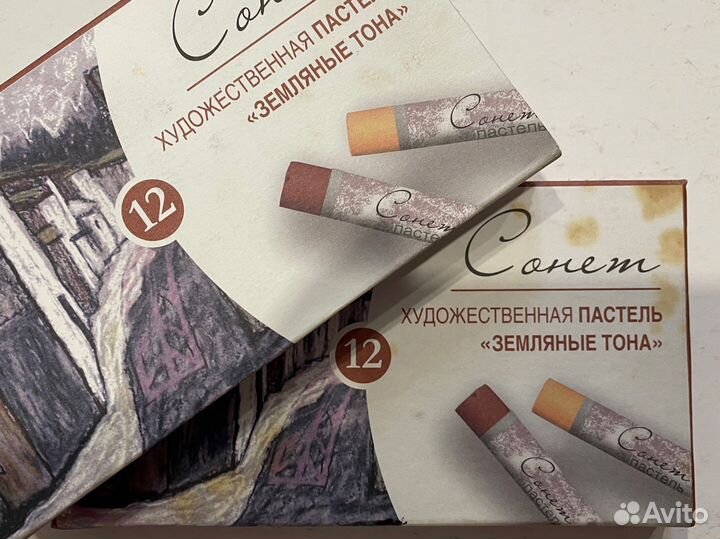 Сонет
ХУДОЖЕСТВЕННАЯ ПАСТЕЛЬ
«ЗЕМЛЯНЫЕ ТОНА»
12
Сонет
пастель
Сонет
пастель
Сонет
ХУДОЖЕСТВЕННАЯ ПАСТЕЛЬ
«ЗЕМЛЯНЫЕ ТОНА»
12
Сонет
пастель
Сонет
пастель
Avito